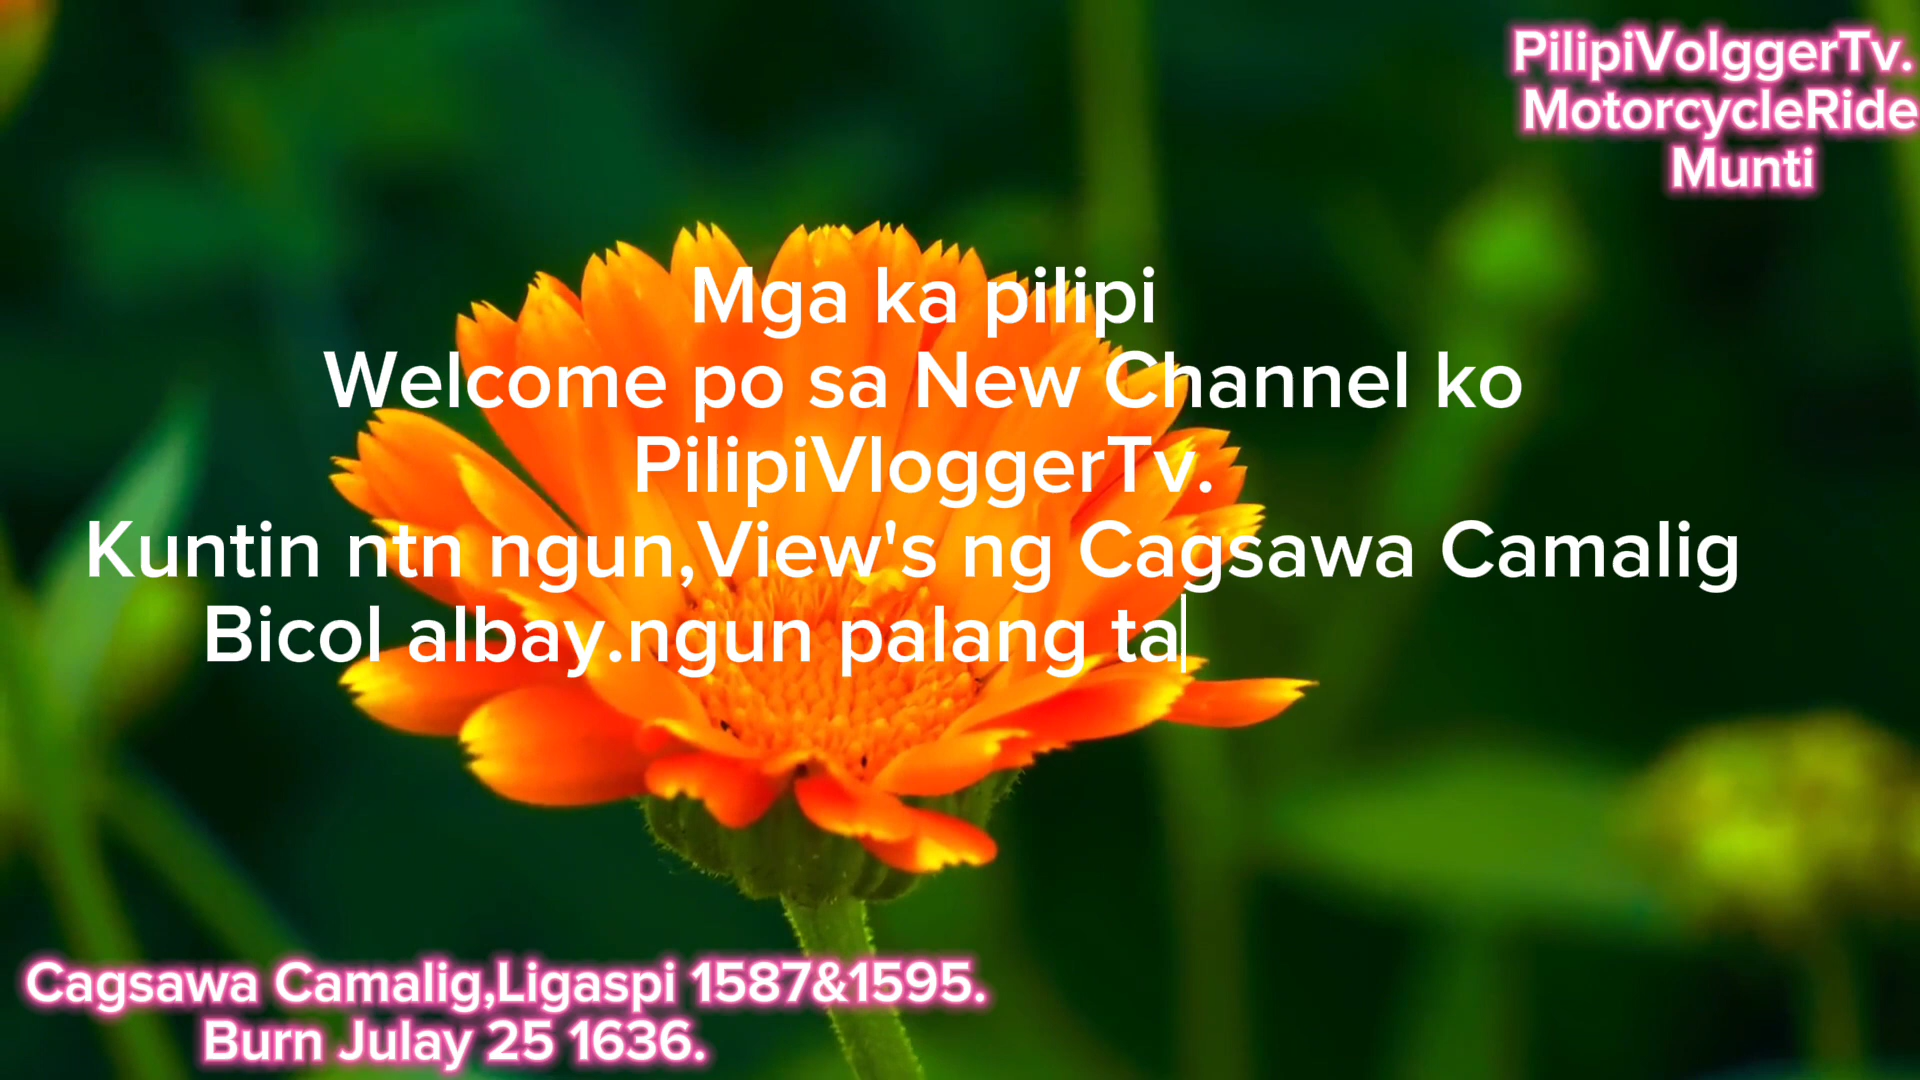 PilipiVolggerTv.
MotorcycleRide
Munti
Mga ka pilipi
Welcome po sa New Channel ko
PilipiVloggerTv.
Kuntin ntn ngun,View's ng Cagsawa Camalig
Bicol albay.ngun palang ta
Cagsawa Camalig,Ligaspi 1587&1595.
Burn Julay 25 1636.